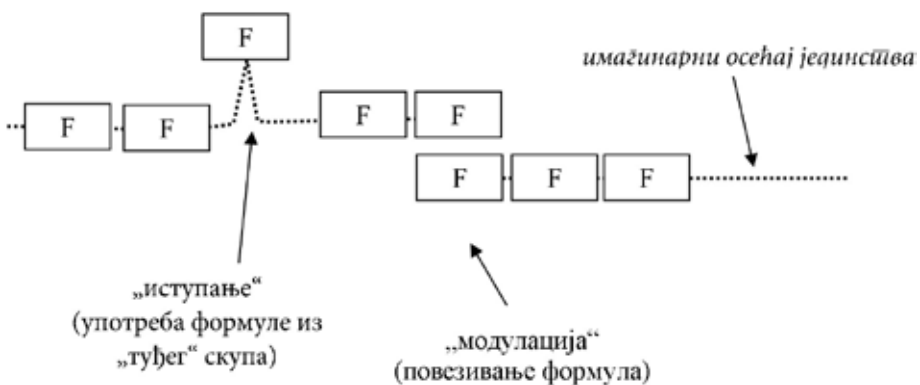 F
имагинарни осећај јединства
F F F F
F F F
„иступање“
(употреба формуле из
„туђег“ скупа)
„модулација“
(повезивање формула)